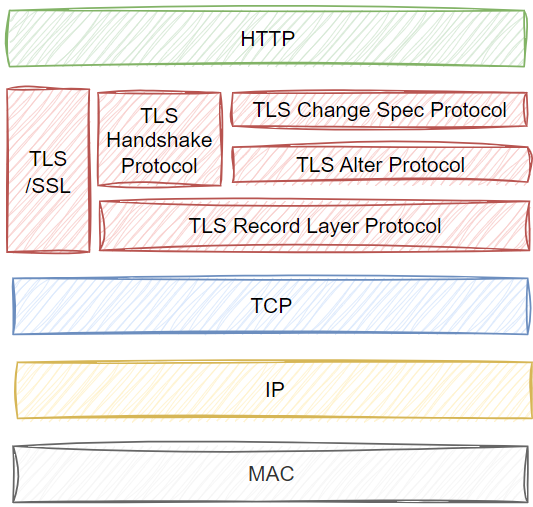 HTTP
TLS
/SSL
TLS
Handshake
Protocol
TLS Change Spec Protocol
TLS Alter Protocol
TLS Record Layer Protocol
TCP
IP
MAC